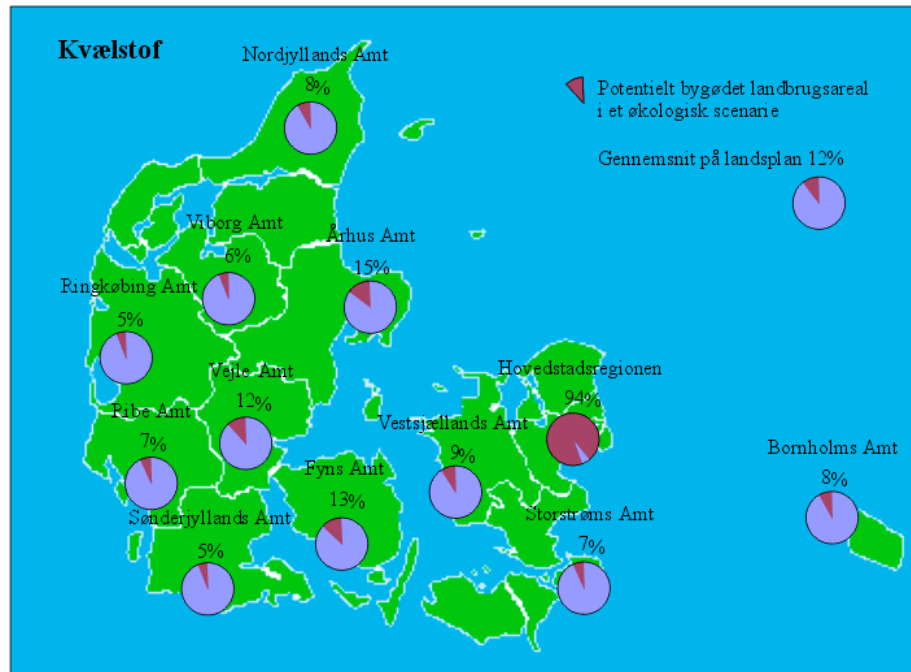 Kvælstof
Nordjyllands Amt
8%
Potentielt bygødet landbrugsareal
i et økologisk scenarie
Gennemsnit på landsplan 12%
Viborg Amt
6%
Århus Amt
15%
Ringkøbing Amt
5%
Vejle Amt
12%
Hovedstadsregionen
94%
Ribe Amt
7%
Vestsjællands Amt
9%
Fyns Amt
13%
Bornholms Amt
8%
Sønderjyllands Amt
5%
Storstrøms Amt
7%